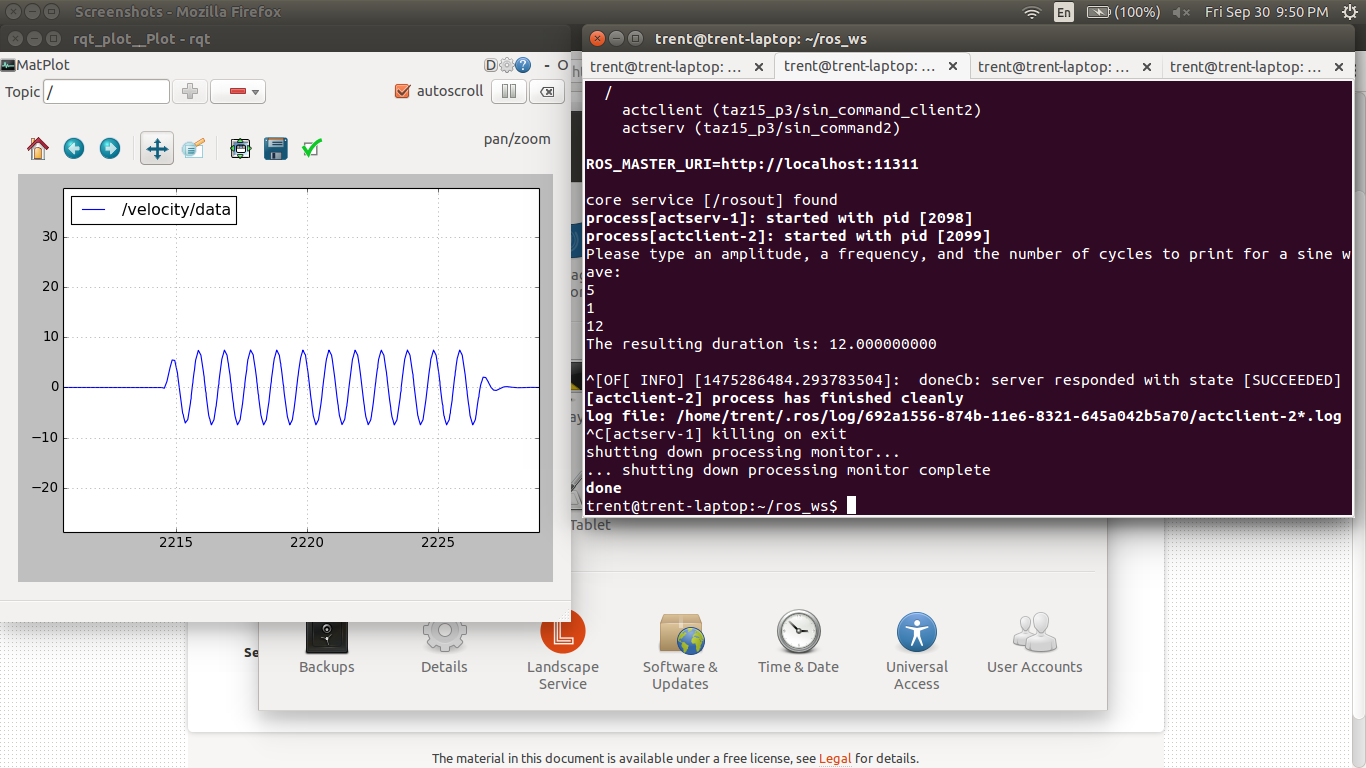 Screenshots - Mozilla Firefox
En
(100%)
Fri Sep 30 9:50 PM
rqt_plot__Plot - rqt
MatPlot
D
- O
Topic
/
autoscroll
pan/zoom
/velocity/data
30
20
10
0
−10
−20
2215
2220
2225
trent@trent-laptop: ~/ros_ws
trent@trent-laptop: ... ×
trent@trent-laptop: ... ×
trent@trent-laptop: ... ×
trent@trent-laptop: ... ×
/
actclient (taz15_p3/sin_command_client2)
actserv (taz15_p3/sin_command2)
ROS_MASTER_URI=http://localhost:11311
core service [/rosout] found
process[actserv-1]: started with pid [2098]
process[actclient-2]: started with pid [2099]
Please type an amplitude, a frequency, and the number of cycles to print for a sine w
ave:
5
1
12
The resulting duration is: 12.000000000
^[OF[ INFO] [1475286484.293783504]:  doneCb: server responded with state [SUCCEEDED]
[actclient-2] process has finished cleanly
log file: /home/trent/.ros/log/692a1556-874b-11e6-8321-645a042b5a70/actclient-2*.log
^C[actserv-1] killing on exit
shutting down processing monitor...
... shutting down processing monitor complete
done
trent@trent-laptop:~/ros_ws$
Tablet
Se
Backups
Details
Landscape
Service
Software &
Updates
Time & Date
Universal
Access
User Accounts
The material in this document is available under a free license, see Legal for details.